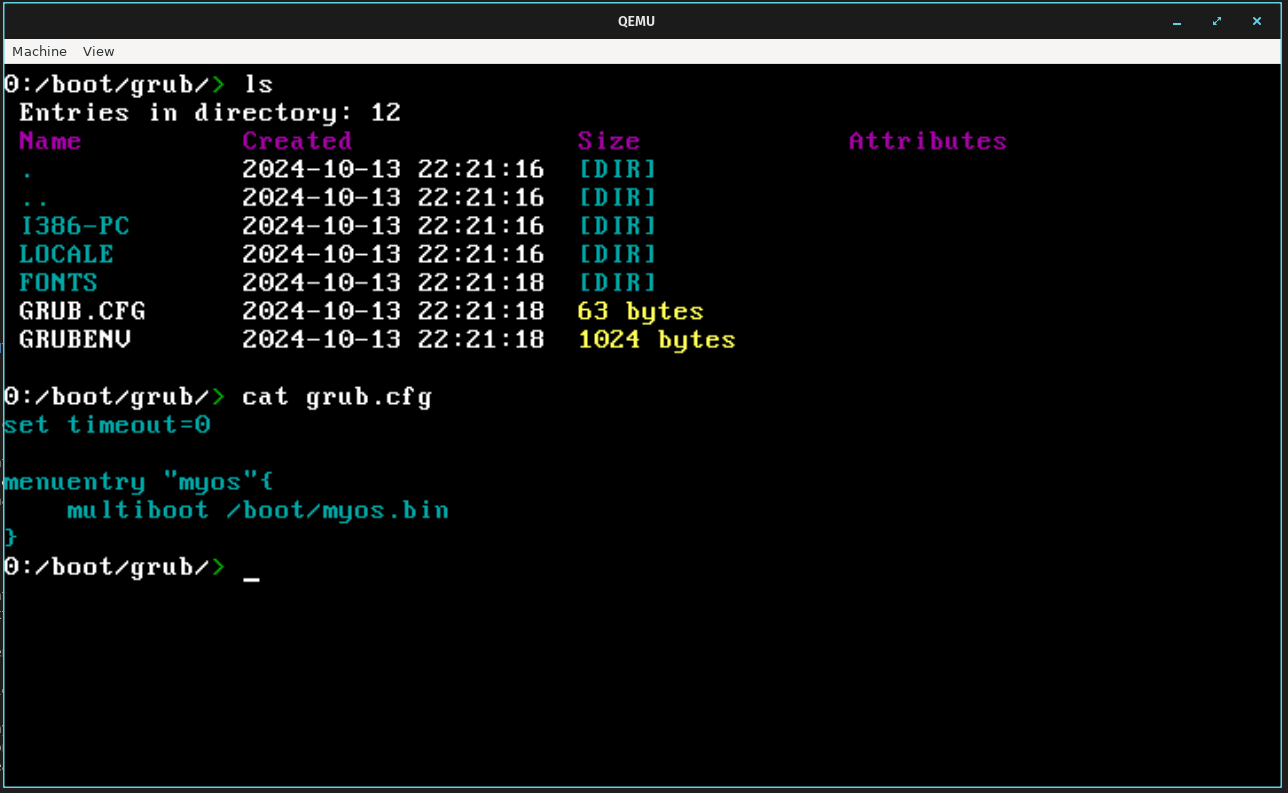 QEMU
Machine View
0:/boot/grub/> ls
Entries in directory: 12
Name Created Size Attributes
. 2024-10-13 22:21:16 [DIR]
.. 2024-10-13 22:21:16 [DIR]
I386-PC 2024-10-13 22:21:16 [DIR]
LOCALE 2024-10-13 22:21:16 [DIR]
FONTS 2024-10-13 22:21:18 [DIR]
GRUB.CFG 2024-10-13 22:21:18 63 bytes
GRUBENV 2024-10-13 22:21:18 1024 bytes
0:/boot/grub/> cat grub.cfg
set timeout=0
menuentry "myos"{
    multiboot /boot/myos.bin
}
0:/boot/grub/> _